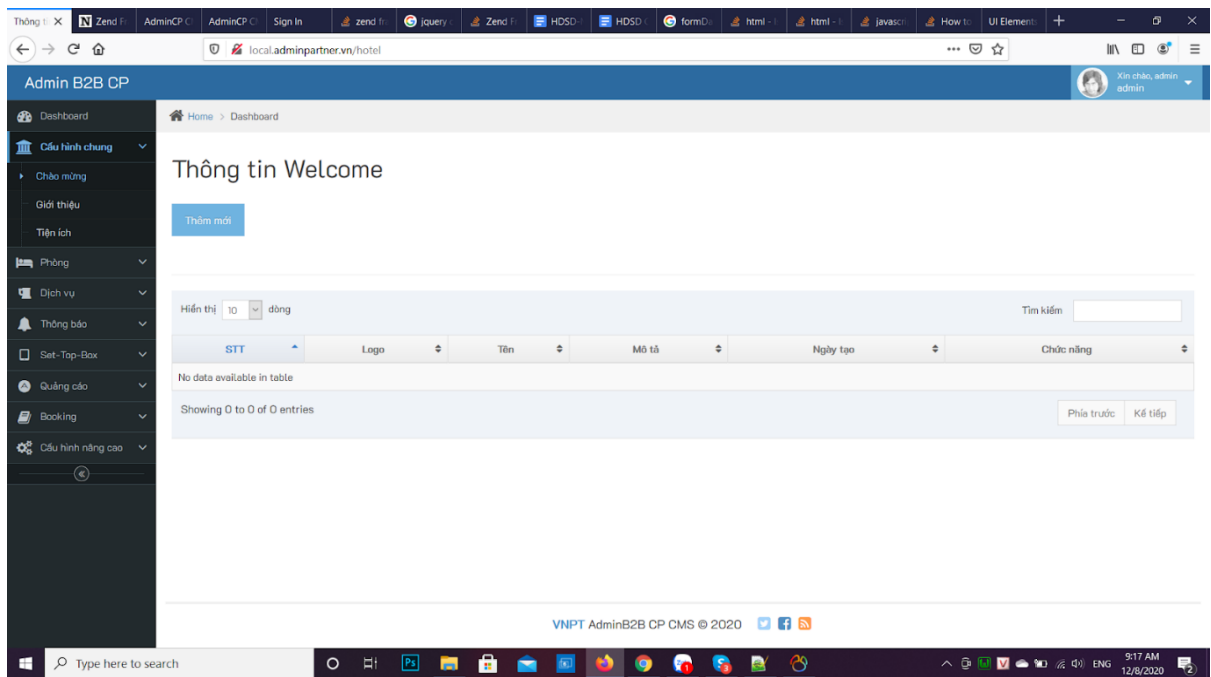 Thông ti
Zend Fr
AdminCP C
AdminCP C
Sign In
zend fr
jquery
Zend Fr
HDSD-
HDSD
formDa
html -
html -
javascri
How to
UI Element
local.adminpartner.vn/hotel
Admin B2B CP
Xin chào, admin
admin
Dashboard
Home > Dashboard
Cấu hình chung
Chào mừng
Giới thiệu
Tiện ích
Phòng
Dịch vụ
Thông báo
Set-Top-Box
Quảng cáo
Booking
Cấu hình nâng cao
Thông tin Welcome
Thêm mới
Hiển thị 10 dòng
Tìm kiếm
STT Logo Tên Mô tả Ngày tạo Chức năng
No data available in table
Showing 0 to 0 of 0 entries
Phía trước Kế tiếp
VNPT AdminB2B CP CMS © 2020
Type here to search
Ps
ENG
9:17 AM
12/8/2020